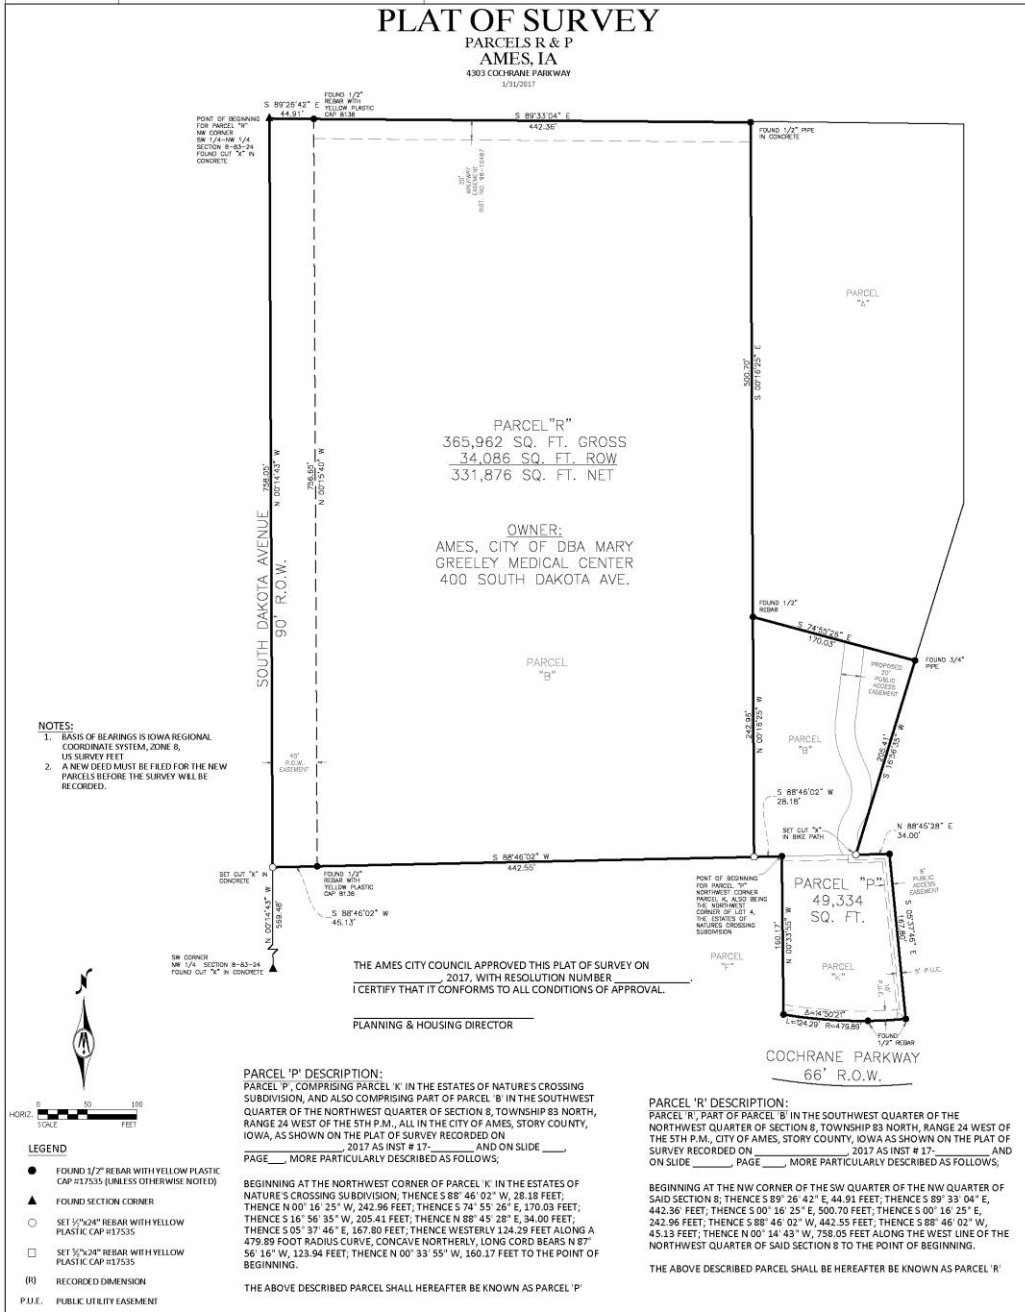 PLAT OF SURVEY
PARCELS R & P
AMES, IA
4303 COCHRANE PARKWAY
1/31/2017
S 89°26'42" E
44.91'
FOUND 1/2"
REBAR WITH
YELLOW PLASTIC
CAP 8136
S 89°33'04" E
442.36'
POINT OF BEGINNING
FOR PARCEL "R"
NW CORNER
SW 1/4-NW 1/4
SECTION 8-83-24
FOUND CUT "X" IN
CONCRETE
FOUND 1/2" PIPE
IN CONCRETE
20'
WALKWAY
EASEMENT
PARCEL
"A"
500.70'
S 00°16'25" E
PARCEL"R"
365,962 SQ. FT. GROSS
34,086 SQ. FT. ROW
331,876 SQ. FT. NET
758.05'
N 00°14'43" W
756.65'
N 00°15'40" W
OWNER:
AMES, CITY OF DBA MARY
GREELEY MEDICAL CENTER
400 SOUTH DAKOTA AVE.
SOUTH DAKOTA AVENUE
90' R.O.W.
FOUND 1/2"
REBAR
S 74°55'26" E
170.03'
FOUND 3/4"
PIPE
PROPOSED
20'
PUBLIC
ACCESS
EASEMENT
PARCEL
"B"
242.96'
N 00°16'25" W
PARCEL
"B"
205.41'
S 16°56'35" W
NOTES:
1. BASIS OF BEARINGS IS IOWA REGIONAL
COORDINATE SYSTEM, ZONE 8,
US SURVEY FEET
2. A NEW DEED MUST BE FILED FOR THE NEW
PARCELS BEFORE THE SURVEY WILL BE
RECORDED.
45'
R.O.W.
EASEMENT
S 88°46'02" W
28.18'
SET CUT "X"
IN BIKE PATH
N 88°45'28" E
34.00'
S 88°46'02" W
442.55'
SET CUT "X" IN
CONCRETE
FOUND 1/2"
REBAR WITH
YELLOW PLASTIC
CAP 8136
S 88°46'02" W
45.13'
N 00°14'43" W
569.48'
SW CORNER
NW 1/4 SECTION 8-83-24
FOUND CUT "X" IN CONCRETE
POINT OF BEGINNING
FOR PARCEL "P"
NORTHWEST CORNER
PARCEL K, ALSO BEING
THE NORTHWEST
CORNER OF LOT 4,
THE ESTATES OF
NATURES CROSSING
SUBDIVISION
PARCEL "P"
49,334
SQ. FT.
8'
PUBLIC
ACCESS
EASEMENT
S 05°37'46" E
167.80'
160.17'
N 00°33'55" W
PARCEL
"F"
PARCEL
"K"
5' P.U.E.
10'
P.U.E.
Δ=14°50'21"
L=124.29' R=479.89'
FOUND
1/2" REBAR
COCHRANE PARKWAY
66' R.O.W.
THE AMES CITY COUNCIL APPROVED THIS PLAT OF SURVEY ON
________________, 2017, WITH RESOLUTION NUMBER ______________.
I CERTIFY THAT IT CONFORMS TO ALL CONDITIONS OF APPROVAL.
PLANNING & HOUSING DIRECTOR
HORIZ.
0 50 100
SCALE FEET
LEGEND
FOUND 1/2" REBAR WITH YELLOW PLASTIC
CAP #17535 (UNLESS OTHERWISE NOTED)
FOUND SECTION CORNER
SET 1/2"x24" REBAR WITH YELLOW
PLASTIC CAP #17535
SET "x24" REBAR WITH YELLOW
PLASTIC CAP #17535
(R) RECORDED DIMENSION
P.U.E. PUBLIC UTILITY EASEMENT
PARCEL 'P' DESCRIPTION:
PARCEL 'P', COMPRISING PARCEL 'K' IN THE ESTATES OF NATURE'S CROSSING
SUBDIVISION, AND ALSO COMPRISING PART OF PARCEL 'B' IN THE SOUTHWEST
QUARTER OF THE NORTHWEST QUARTER OF SECTION 8, TOWNSHIP 83 NORTH,
RANGE 24 WEST OF THE 5TH P.M., ALL IN THE CITY OF AMES, STORY COUNTY,
IOWA, AS SHOWN ON THE PLAT OF SURVEY RECORDED ON
__________________, 2017 AS INST # 17-________ AND ON SLIDE ____,
PAGE___, MORE PARTICULARLY DESCRIBED AS FOLLOWS;
BEGINNING AT THE NORTHWEST CORNER OF PARCEL 'K' IN THE ESTATES OF
NATURE'S CROSSING SUBDIVISION; THENCE S 88° 46' 02" W, 28.18 FEET;
THENCE N 00° 16' 25" W, 242.96 FEET; THENCE S 74° 55' 26" E, 170.03 FEET;
THENCE S 16° 56' 35" W, 205.41 FEET; THENCE N 88° 45' 28" E, 34.00 FEET;
THENCE S 05° 37' 46" E, 167.80 FEET; THENCE WESTERLY 124.29 FEET ALONG A
479.89 FOOT RADIUS CURVE, CONCAVE NORTHERLY, LONG CORD BEARS N 87°
56' 16" W, 123.94 FEET; THENCE N 00° 33' 55" W, 160.17 FEET TO THE POINT OF
BEGINNING.
THE ABOVE DESCRIBED PARCEL SHALL HEREAFTER BE KNOWN AS PARCEL 'P'
PARCEL 'R' DESCRIPTION:
PARCEL 'R', PART OF PARCEL 'B' IN THE SOUTHWEST QUARTER OF THE
NORTHWEST QUARTER OF SECTION 8, TOWNSHIP 83 NORTH, RANGE 24 WEST OF
THE 5TH P.M., CITY OF AMES, STORY COUNTY, IOWA AS SHOWN ON THE PLAT OF
SURVEY RECORDED ON _________________, 2017 AS INST # 17-________ AND
ON SLIDE _______, PAGE ____, MORE PARTICULARLY DESCRIBED AS FOLLOWS;
BEGINNING AT THE NW CORNER OF THE SW QUARTER OF THE NW QUARTER OF
SAID SECTION 8; THENCE S 89° 26' 42" E, 44.91 FEET; THENCE S 89° 33' 04" E,
442.36' FEET; THENCE S 00° 16' 25" E, 500.70 FEET; THENCE S 00° 16' 25" E,
242.96 FEET; THENCE S 88° 46' 02" W, 442.55 FEET; THENCE S 88° 46' 02" W,
45.13 FEET; THENCE N 00° 14' 43" W, 758.05 FEET ALONG THE WEST LINE OF THE
NORTHWEST QUARTER OF SAID SECTION 8 TO THE POINT OF BEGINNING.
THE ABOVE DESCRIBED PARCEL SHALL BE HEREAFTER BE KNOWN AS PARCEL 'R'